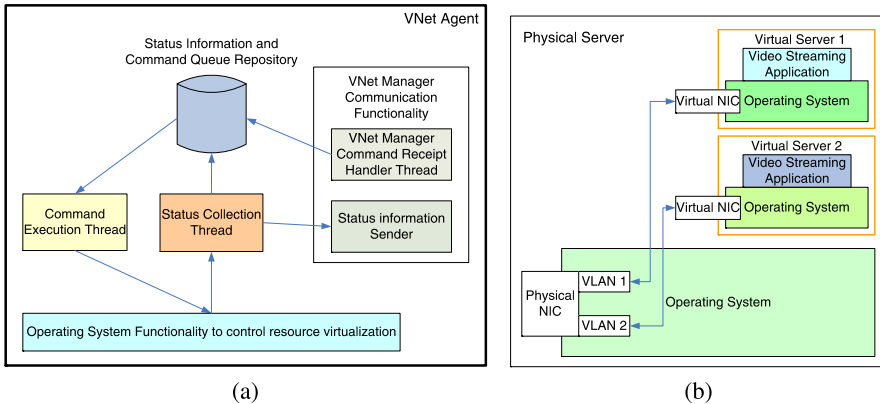 VNet Agent
Status Information and
Command Queue Repository
VNet Manager
Communication
Functionality
VNet Manager
Command Receipt
Handler Thread
Command
Execution Thread
Status Collection
Thread
Status information
Sender
Operating System Functionality to control resource virtualization
(a)
Physical Server
Virtual Server 1
Video Streaming
Application
Virtual NIC
Operating System
Virtual Server 2
Video Streaming
Application
Virtual NIC
Operating System
Physical
NIC
VLAN 1
Operating System
VLAN 2
(b)